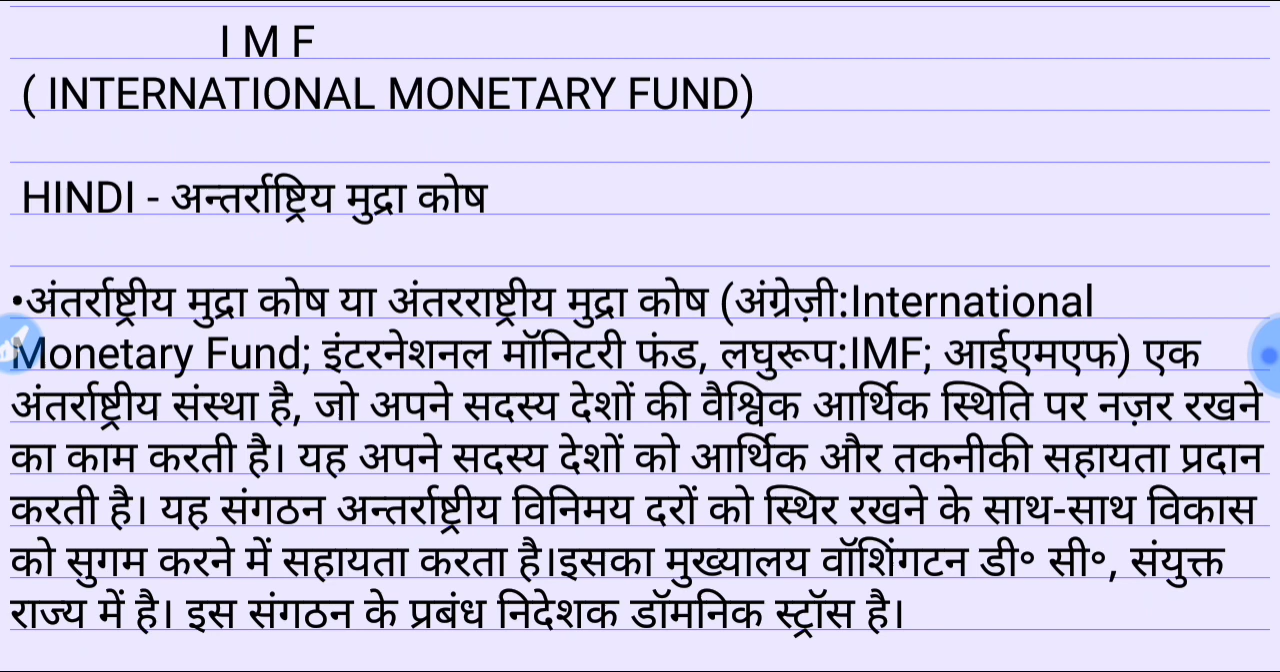 I M F
( INTERNATIONAL MONETARY FUND)
HINDI - अन्तर्राष्ट्रिय मुद्रा कोष
•अंतर्राष्ट्रीय मुद्रा कोष या अंतरराष्ट्रीय मुद्रा कोष (अंग्रेज़ी:International
Monetary Fund; इंटरनेशनल मॉनिटरी फंड, लघुरूप:IMF; आईएमएफ) एक
अंतर्राष्ट्रीय संस्था है, जो अपने सदस्य देशों की वैश्विक आर्थिक स्थिति पर नज़र रखने
का काम करती है। यह अपने सदस्य देशों को आर्थिक और तकनीकी सहायता प्रदान
करती है। यह संगठन अन्तर्राष्ट्रीय विनिमय दरों को स्थिर रखने के साथ-साथ विकास
को सुगम करने में सहायता करता है।इसका मुख्यालय वॉशिंगटन डी॰ सी॰, संयुक्त
राज्य में है। इस संगठन के प्रबंध निदेशक डॉमनिक स्ट्रॉस है।